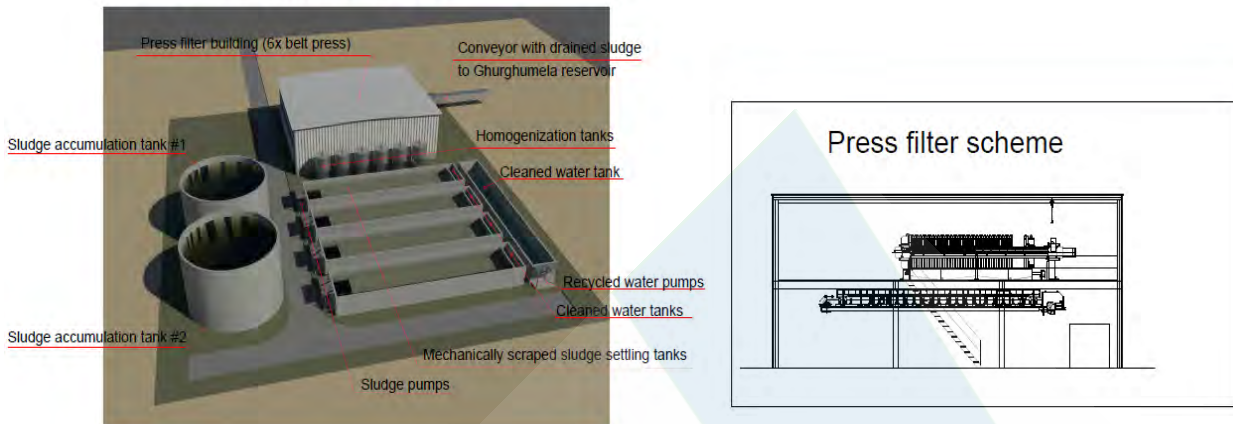 Press filter building (6x belt press)
Conveyor with drained sludge
to Ghurghumela reservoir
Sludge accumulation tank #1
Homogenization tanks
Cleaned water tank
Recycled water pumps
Cleaned water tanks
Sludge accumulation tank #2
Mechanically scraped sludge settling tanks
Sludge pumps
Press filter scheme